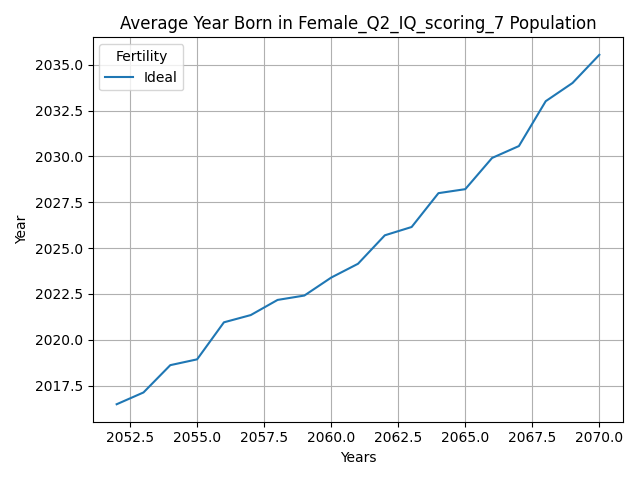 Average Year Born in Female_Q2_IQ_scoring_7 Population
Fertility
Ideal
2035.0
2032.5
2030.0
2027.5
2025.0
2022.5
2020.0
2017.5
Year
2052.5 2055.0 2057.5 2060.0 2062.5 2065.0 2067.5 2070.0
Years